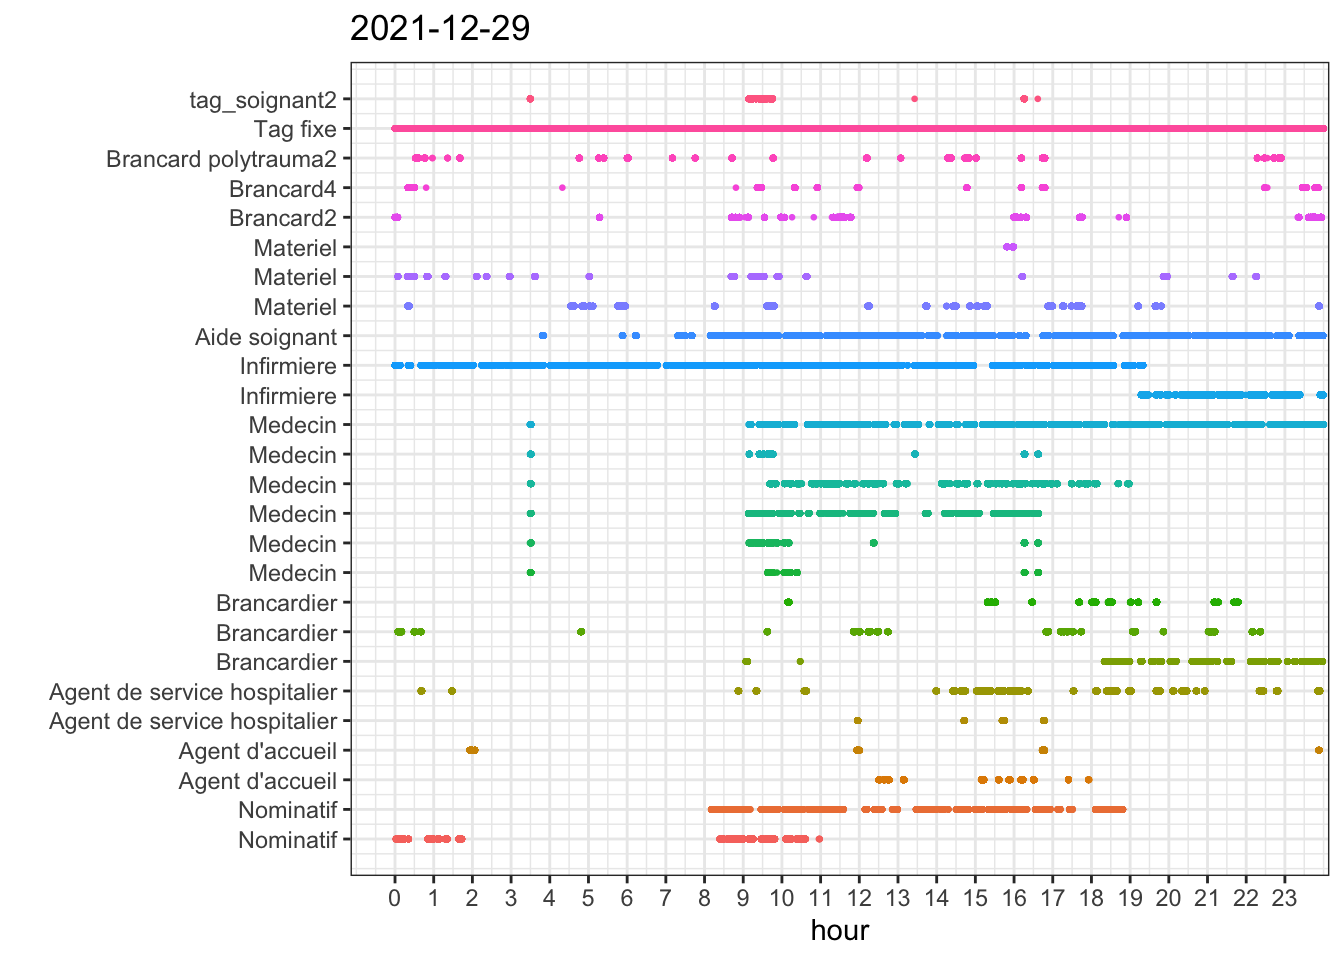 2021-12-29
tag_soignant2
Tag fixe
Brancard polytrauma2
Brancard4
Brancard2
Materiel
Materiel
Materiel
Aide soignant
Infirmiere
Infirmiere
Medecin
Medecin
Medecin
Medecin
Medecin
Medecin
Brancardier
Brancardier
Brancardier
Agent de service hospitalier
Agent de service hospitalier
Agent d'accueil
Agent d'accueil
Nominatif
Nominatif
0 1 2 3 4 5 6 7 8 9 10 11 12 13 14 15 16 17 18 19 20 21 22 23
hour